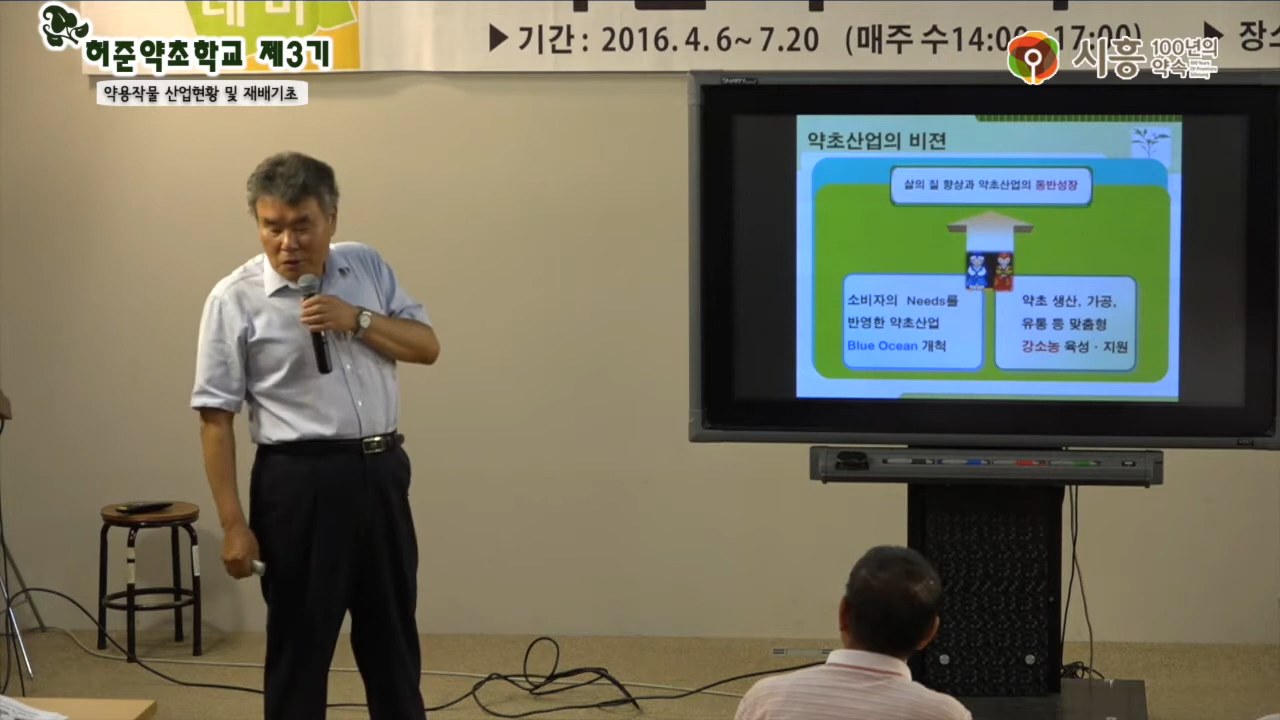 허준약초학교 제3기
약용작물 산업현황 및 재배기초
▶기간 : 2016. 4. 6~ 7.20 (매주 수14:00~17:00)
▶ 장소
시흥 100년의
약속
약초산업의 비젼
삶의 질 향상과 약초산업의 동반성장
소비자의 Needs를
반영한 약초산업
Blue Ocean 개척
약초 생산, 가공,
유통 등 맞춤형
강소농 육성 · 지원